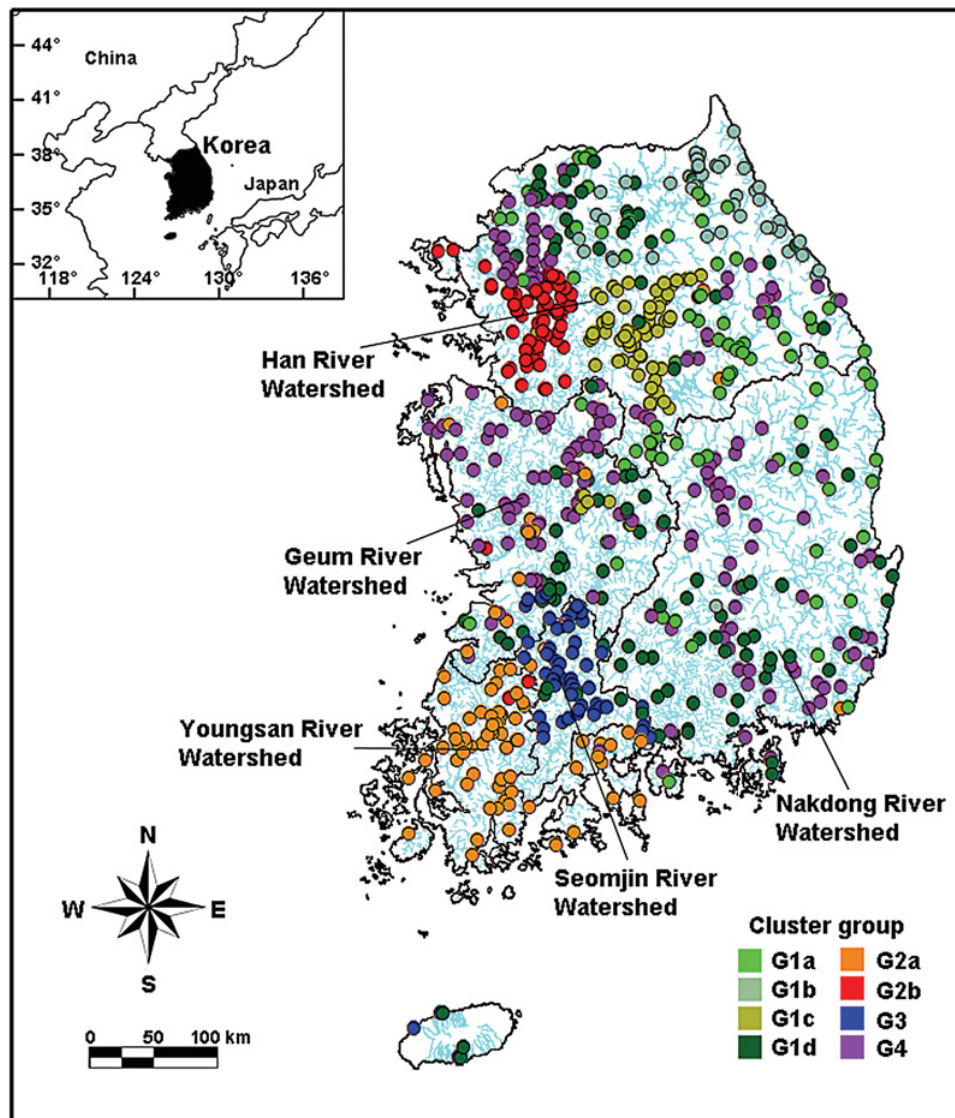 44°
China
41°
38°
Korea
Japan
35°
32°
118°
124°
130°
136°
Han River
Watershed
Geum River
Watershed
Youngsan River
Watershed
Nakdong River
Watershed
Seomjin River
Watershed
N
W
E
S
Cluster group
G1a
G2a
G1b
G2b
G1c
G3
G1d
G4
0 50 100 km